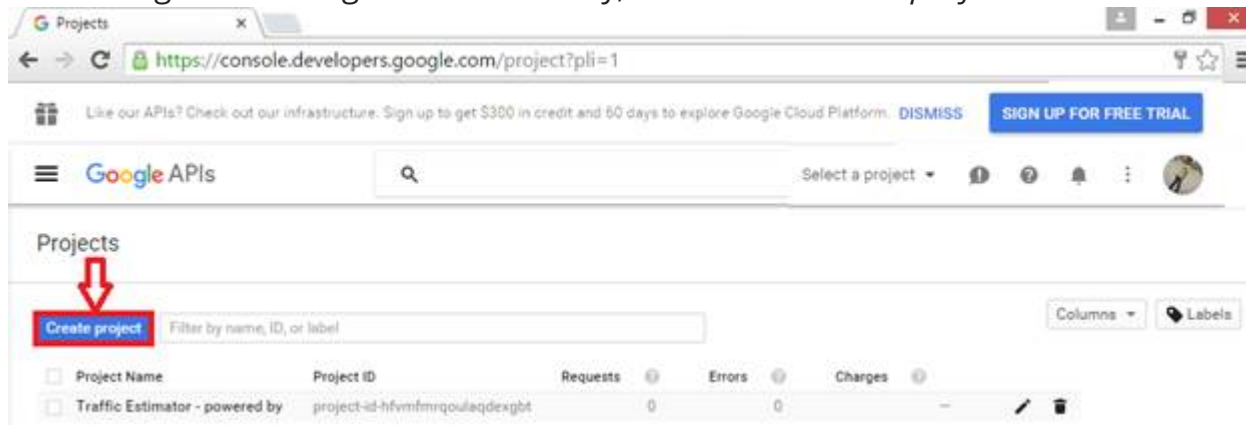 G Projects
https://console.developers.google.com/project?pli=1
Like our APIs? Check out our infrastructure. Sign up to get $300 in credit and 60 days to explore Google Cloud Platform. DISMISS SIGN UP FOR FREE TRIAL
Google APIs Select a project
Projects
Create project Filter by name, ID, or label Columns Labels
Project Name Project ID Requests Errors Charges
Traffic Estimator - powered by project-id-hfvmfmrqoulaqdexgbt 0 0 —